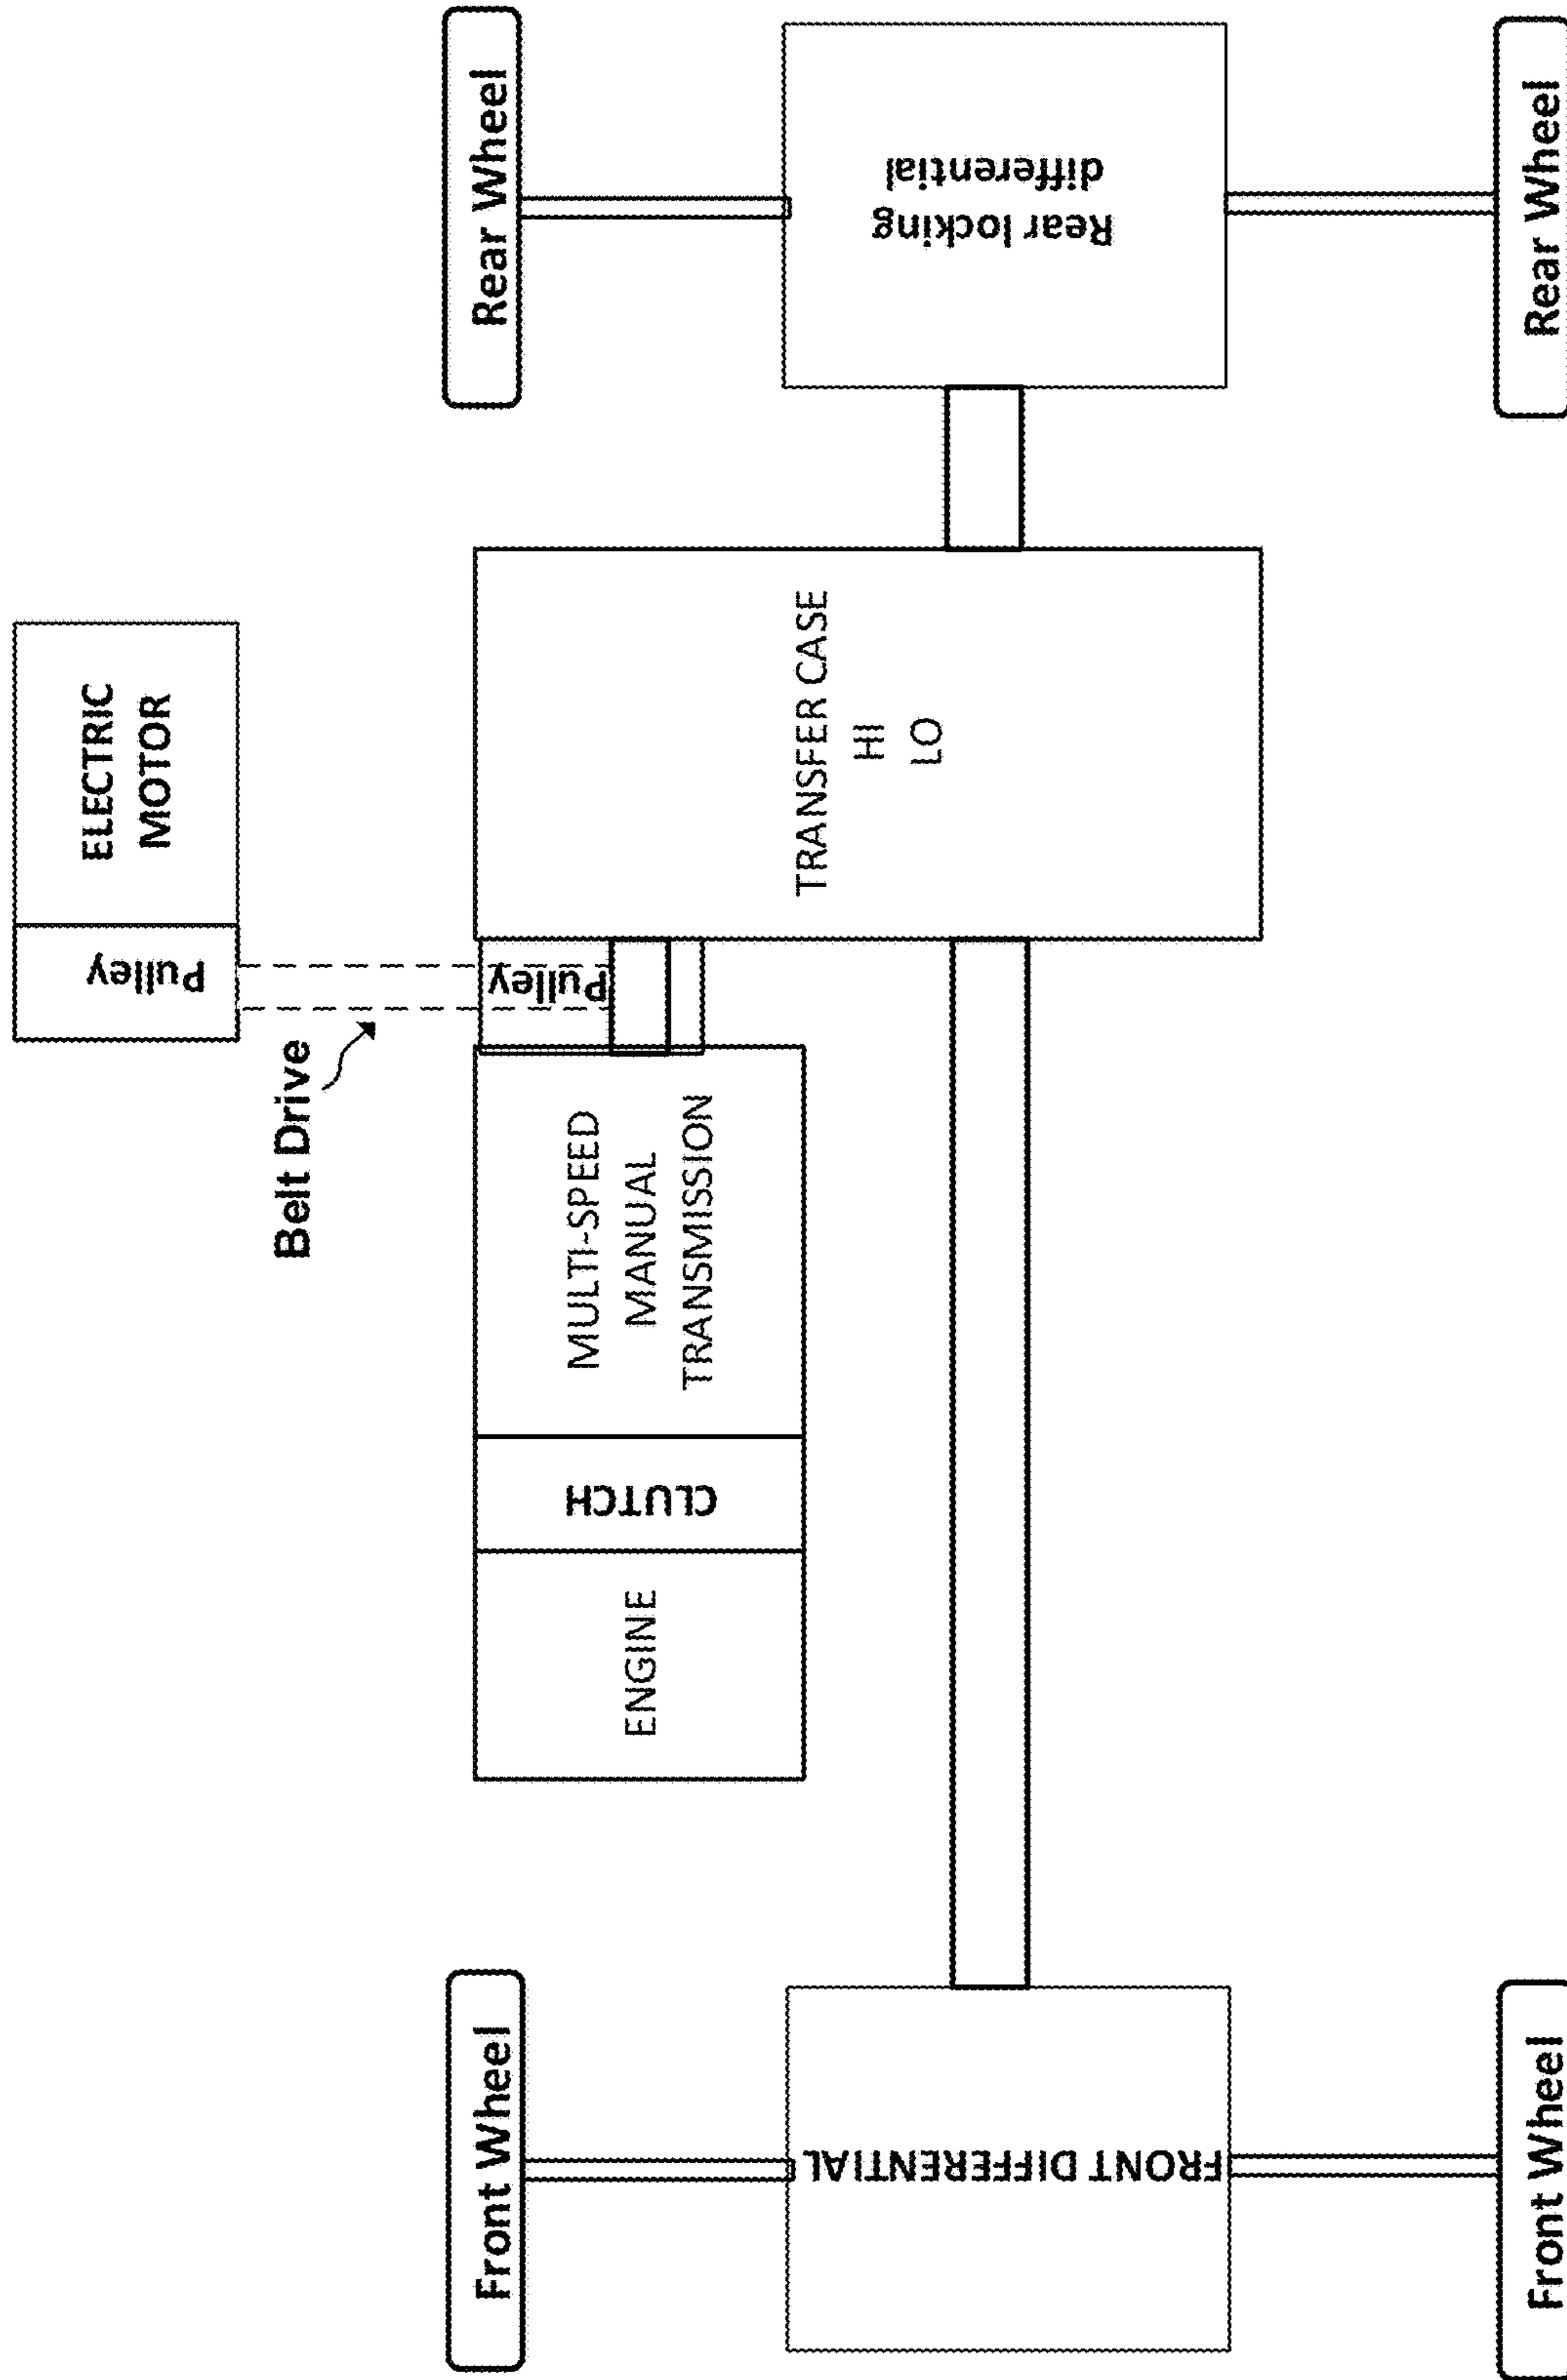 Rear Wheel
Rear locking
differential
Rear Wheel
ELECTRIC
MOTOR
Pulley
TRANSFER CASE
HI
LO
Pulley
Belt Drive
MULTI-SPEED
MANUAL
TRANSMISSION
CLUTCH
ENGINE
Front Wheel
FRONT DIFFERENTIAL
Front Wheel